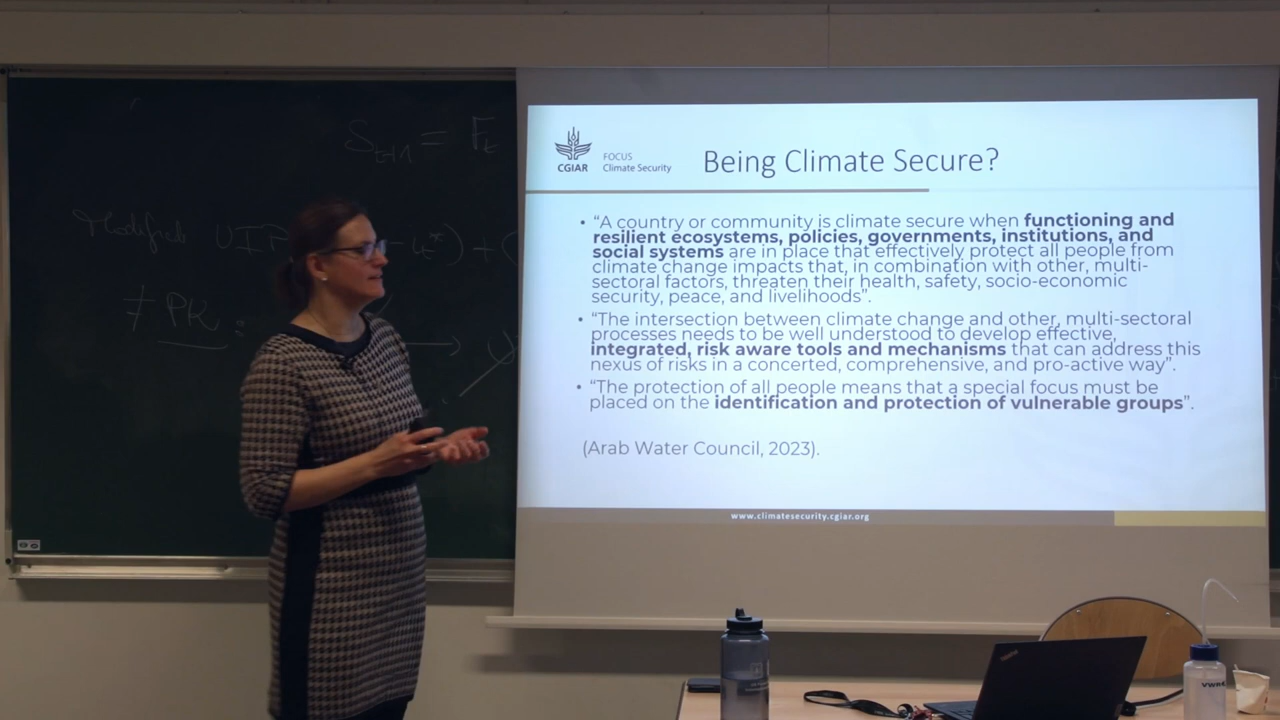 S_{t+1} = F_t
Modified UIP
≠ PK :
CGIAR
FOCUS
Climate Security
Being Climate Secure?
• “A country or community is climate secure when functioning and
resilient ecosystems, policies, governments, institutions, and
social systems are in place that effectively protect all people from
climate change impacts that, in combination with other, multi-
sectoral factors, threaten their health, safety, socio-economic
security, peace, and livelihoods”.
• “The intersection between climate change and other, multi-sectoral
processes needs to be well understood to develop effective,
integrated, risk aware tools and mechanisms that can address this
nexus of risks in a concerted, comprehensive, and pro-active way”.
• “The protection of all people means that a special focus must be
placed on the identification and protection of vulnerable groups”.
(Arab Water Council, 2023).
www.climatesecurity.cgiar.org
VWR